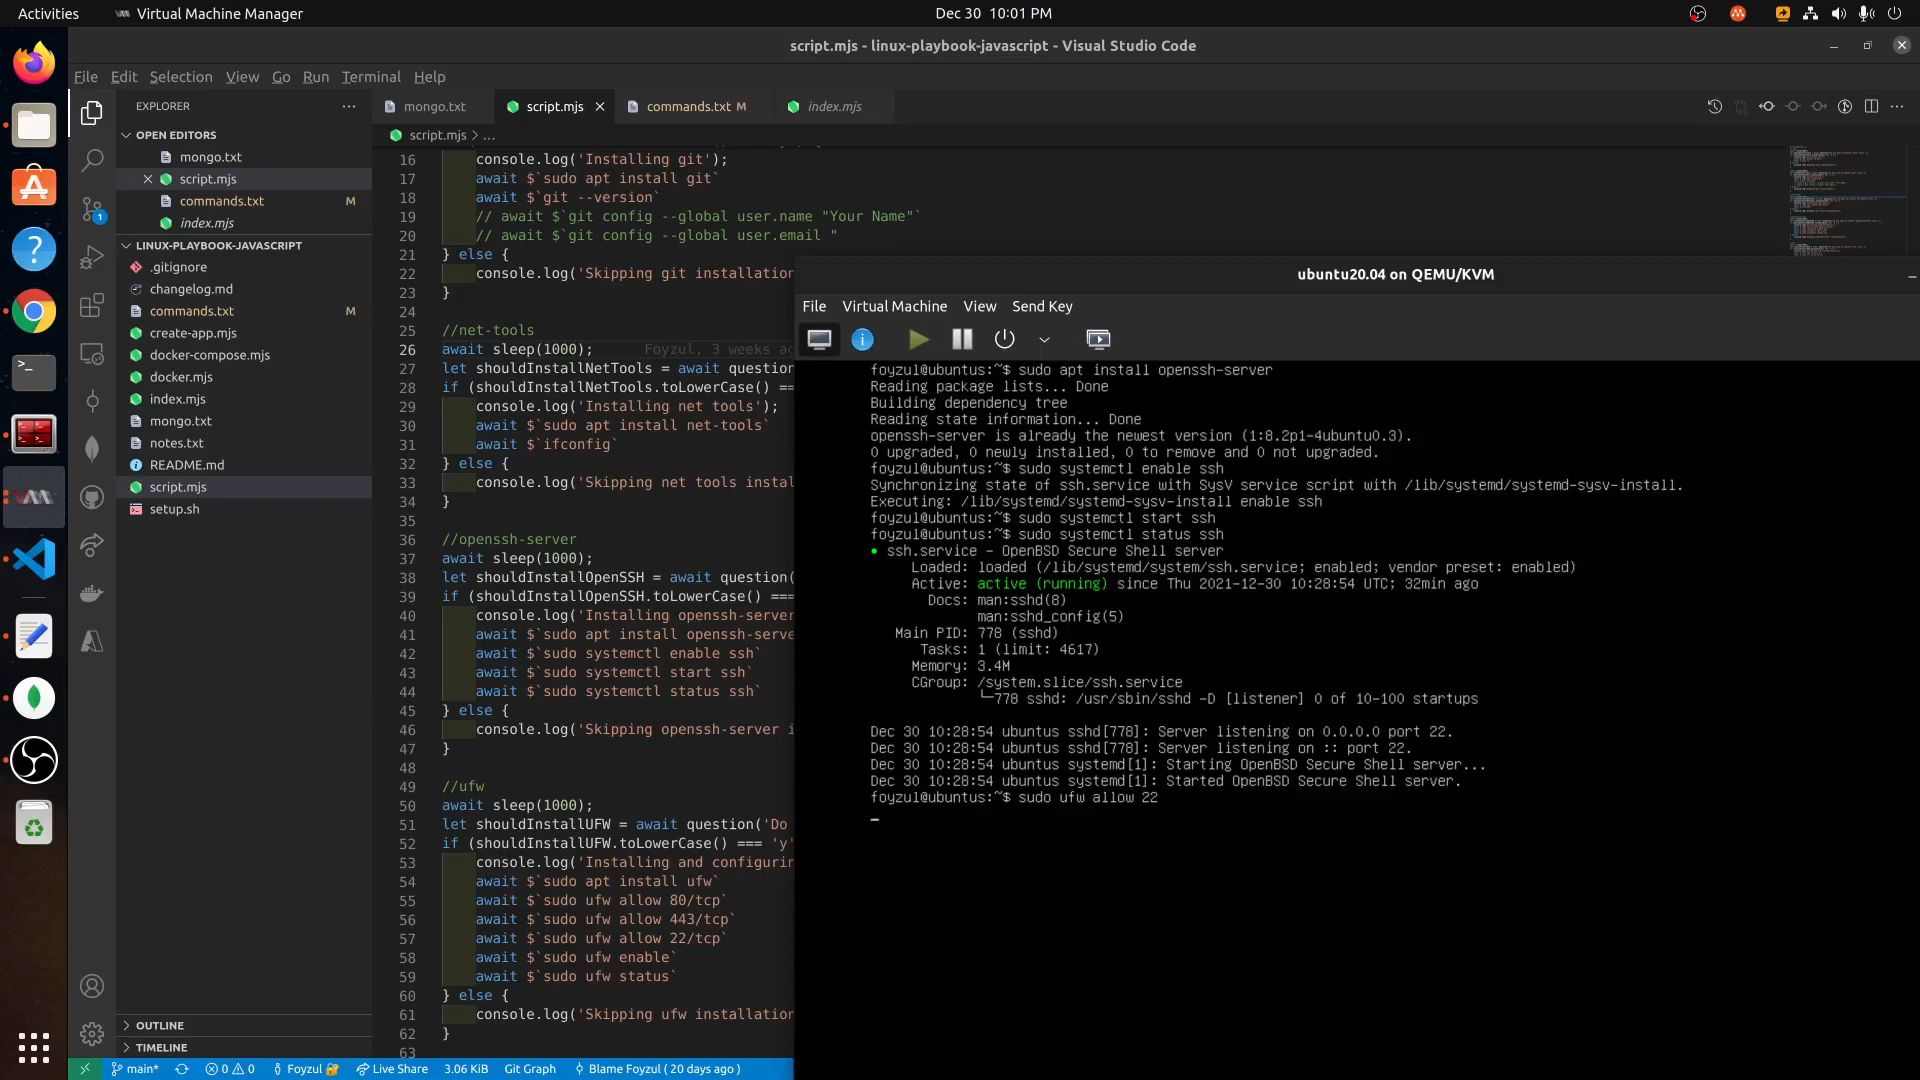 Activities
Virtual Machine Manager
Dec 30 10:01 PM
script.mjs - linux-playbook-javascript - Visual Studio Code
File Edit Selection View Go Run Terminal Help
EXPLORER
mongo.txt
script.mjs
commands.txt M
index.mjs
script.mjs > ...
OPEN EDITORS
mongo.txt
script.mjs
commands.txt M
index.mjs
LINUX-PLAYBOOK-JAVASCRIPT
.gitignore
changelog.md
commands.txt M
create-app.mjs
docker-compose.mjs
docker.mjs
index.mjs
mongo.txt
notes.txt
README.md
script.mjs
setup.sh
OUTLINE
TIMELINE
1
16 console.log('Installing git');
17 await $`sudo apt install git`
18 await $`git --version`
19 // await $`git config --global user.name "Your Name"`
20 // await $`git config --global user.email "
21 } else {
22 console.log('Skipping git installation
23 }
24
25 //net-tools
26 await sleep(1000); Foyzul, 3 weeks ag
27 let shouldInstallNetTools = await question
28 if (shouldInstallNetTools.toLowerCase() ==
29 console.log('Installing net tools');
30 await $`sudo apt install net-tools`
31 await $`ifconfig`
32 } else {
33 console.log('Skipping net tools instal
34 }
35
36 //openssh-server
37 await sleep(1000);
38 let shouldInstallOpenSSH = await question(
39 if (shouldInstallOpenSSH.toLowerCase() ===
40 console.log('Installing openssh-server
41 await $`sudo apt install openssh-serve
42 await $`sudo systemctl enable ssh`
43 await $`sudo systemctl start ssh`
44 await $`sudo systemctl status ssh`
45 } else {
46 console.log('Skipping openssh-server i
47 }
48
49 //ufw
50 await sleep(1000);
51 let shouldInstallUFW = await question('Do
52 if (shouldInstallUFW.toLowerCase() === 'y'
53 console.log('Installing and configurin
54 await $`sudo apt install ufw`
55 await $`sudo ufw allow 80/tcp`
56 await $`sudo ufw allow 443/tcp`
57 await $`sudo ufw allow 22/tcp`
58 await $`sudo ufw enable`
59 await $`sudo ufw status`
60 } else {
61 console.log('Skipping ufw installation
62 }
63
ubuntu20.04 on QEMU/KVM
File Virtual Machine View Send Key
foyzul@ubuntus:~$ sudo apt install openssh-server
Reading package lists... Done
Building dependency tree
Reading state information... Done
openssh-server is already the newest version (1:8.2p1-4ubuntu0.3).
0 upgraded, 0 newly installed, 0 to remove and 0 not upgraded.
foyzul@ubuntus:~$ sudo systemctl enable ssh
Synchronizing state of ssh.service with SysV service script with /lib/systemd/systemd-sysv-install.
Executing: /lib/systemd/systemd-sysv-install enable ssh
foyzul@ubuntus:~$ sudo systemctl start ssh
foyzul@ubuntus:~$ sudo systemctl status ssh
● ssh.service - OpenBSD Secure Shell server
Loaded: loaded (/lib/systemd/system/ssh.service; enabled; vendor preset: enabled)
Active: active (running) since Thu 2021-12-30 10:28:54 UTC; 32min ago
Docs: man:sshd(8)
man:sshd_config(5)
Main PID: 778 (sshd)
Tasks: 1 (limit: 4617)
Memory: 3.4M
CGroup: /system.slice/ssh.service
└─778 sshd: /usr/sbin/sshd -D [listener] 0 of 10-100 startups
Dec 30 10:28:54 ubuntus sshd[778]: Server listening on 0.0.0.0 port 22.
Dec 30 10:28:54 ubuntus sshd[778]: Server listening on :: port 22.
Dec 30 10:28:54 ubuntus systemd[1]: Starting OpenBSD Secure Shell server...
Dec 30 10:28:54 ubuntus systemd[1]: Started OpenBSD Secure Shell server.
foyzul@ubuntus:~$ sudo ufw allow 22
main* 0 0 Foyzul Live Share 3.06 KiB Git Graph Blame Foyzul ( 20 days ago )